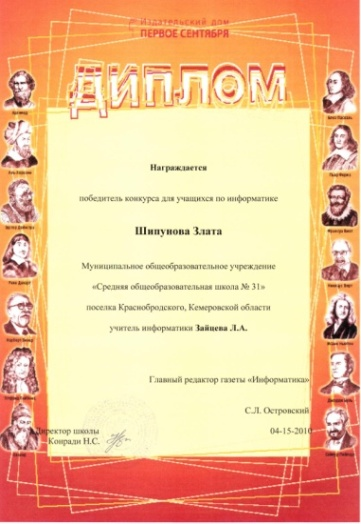 Издательский дом
ПЕРВОЕ СЕНТЯБРЯ
ДИПЛОМ
Награждается
победитель конкурса для учащихся по информатике
Шипунова Злата
Муниципальное общеобразовательное учреждение
«Средняя общеобразовательная школа № 31»
поселка Краснобродского, Кемеровской области
учитель информатики Зайцева Л.А.
Главный редактор газеты «Информатика»
С.Л. Островский
Директор школы
Конради Н.С.
04-15-2010